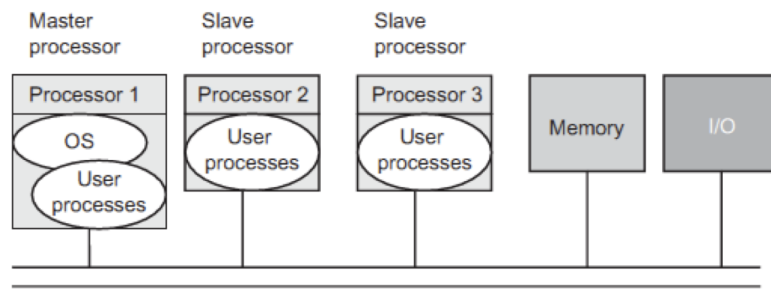 Master
processor
Slave
processor
Slave
processor
Processor 1
Processor 2
Processor 3
OS
User
processes
User
processes
User
processes
Memory
I/O